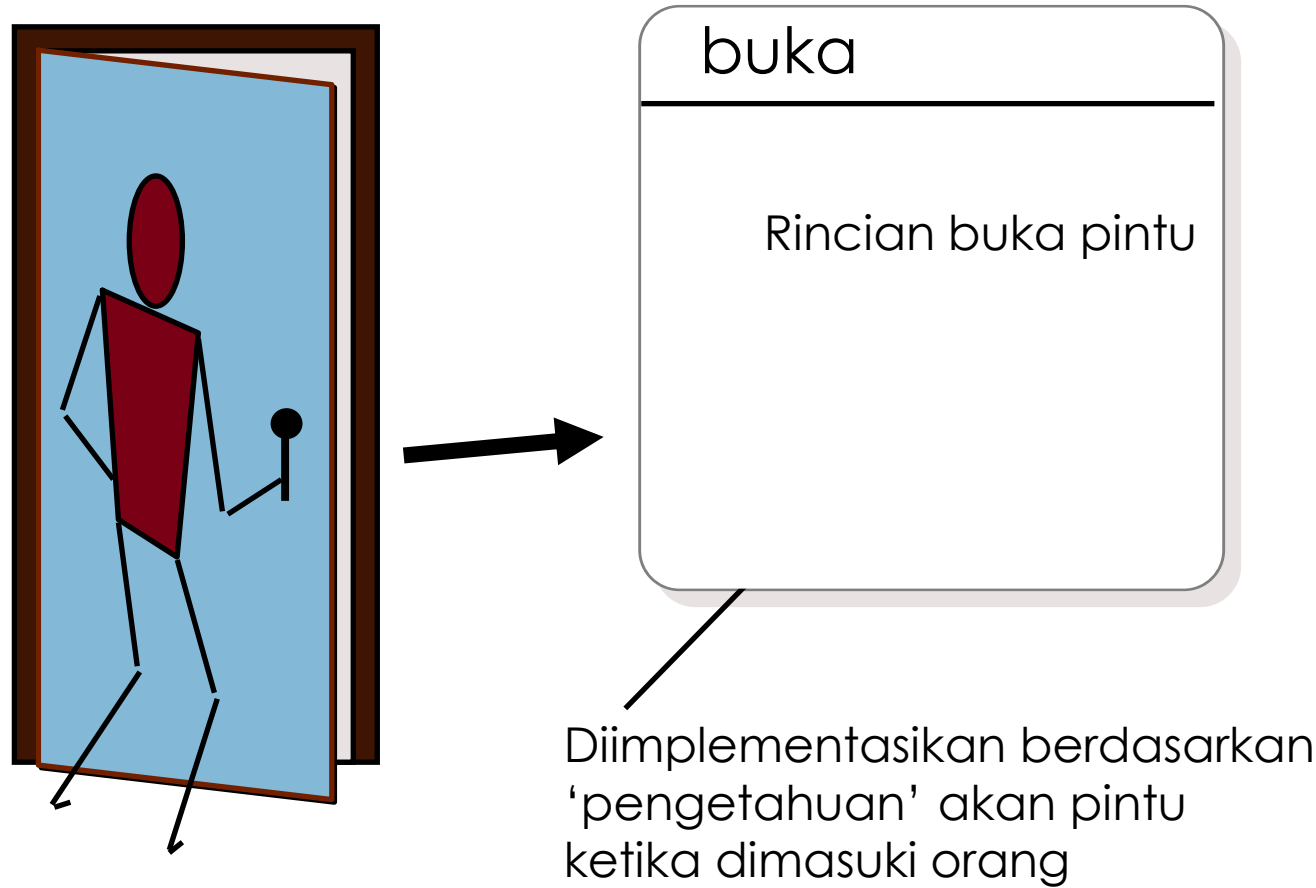 buka
Rincian buka pintu
Diimplementasikan berdasarkan
‘pengetahuan’ akan pintu
ketika dimasuki orang